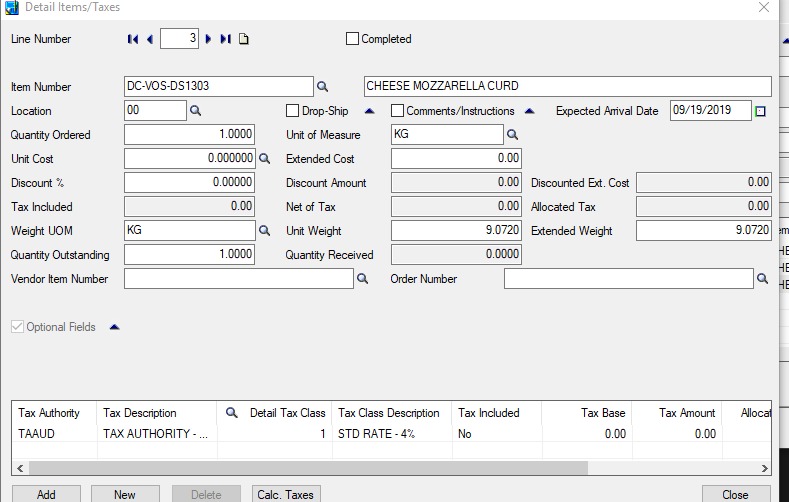 Detail Items/Taxes
Line Number 3 Completed
Item Number DC-VOS-DS1303 CHEESE MOZZARELLA CURD
Location 00 Drop-Ship Comments/Instructions Expected Arrival Date 09/19/2019
Quantity Ordered 1.0000 Unit of Measure KG
Unit Cost 0.000000 Extended Cost 0.00
Discount % 0.00000 Discount Amount 0.00 Discounted Ext. Cost 0.00
Tax Included 0.00 Net of Tax 0.00 Allocated Tax 0.00
Weight UOM KG Unit Weight 9.0720 Extended Weight 9.0720
Quantity Outstanding 1.0000 Quantity Received 0.0000
Vendor Item Number Order Number
Optional Fields
Tax Authority Tax Description Detail Tax Class Tax Class Description Tax Included Tax Base Tax Amount Allocat
TAAUD TAX AUTHORITY - ... 1 STD RATE - 4% No 0.00 0.00
Add New Delete Calc. Taxes Close